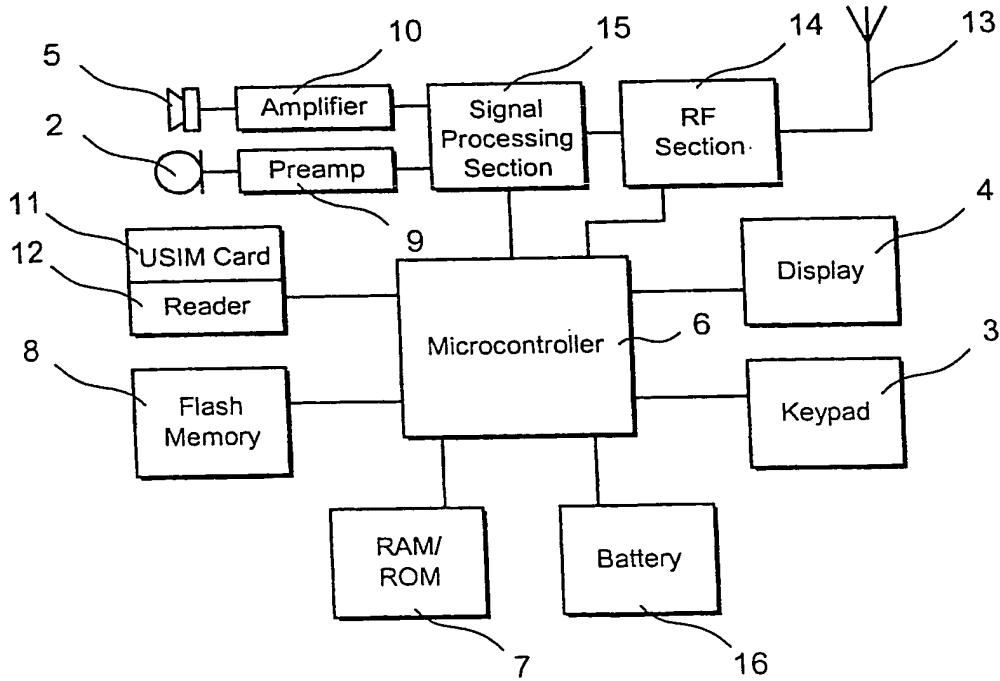 5
10
15
14
13
2
Amplifier
Signal
Processing
Section
RF
Section
Preamp
11
12
9
4
USIM Card
Reader
Display
Microcontroller
6
3
8
Flash
Memory
Keypad
RAM/
ROM
Battery
7
16